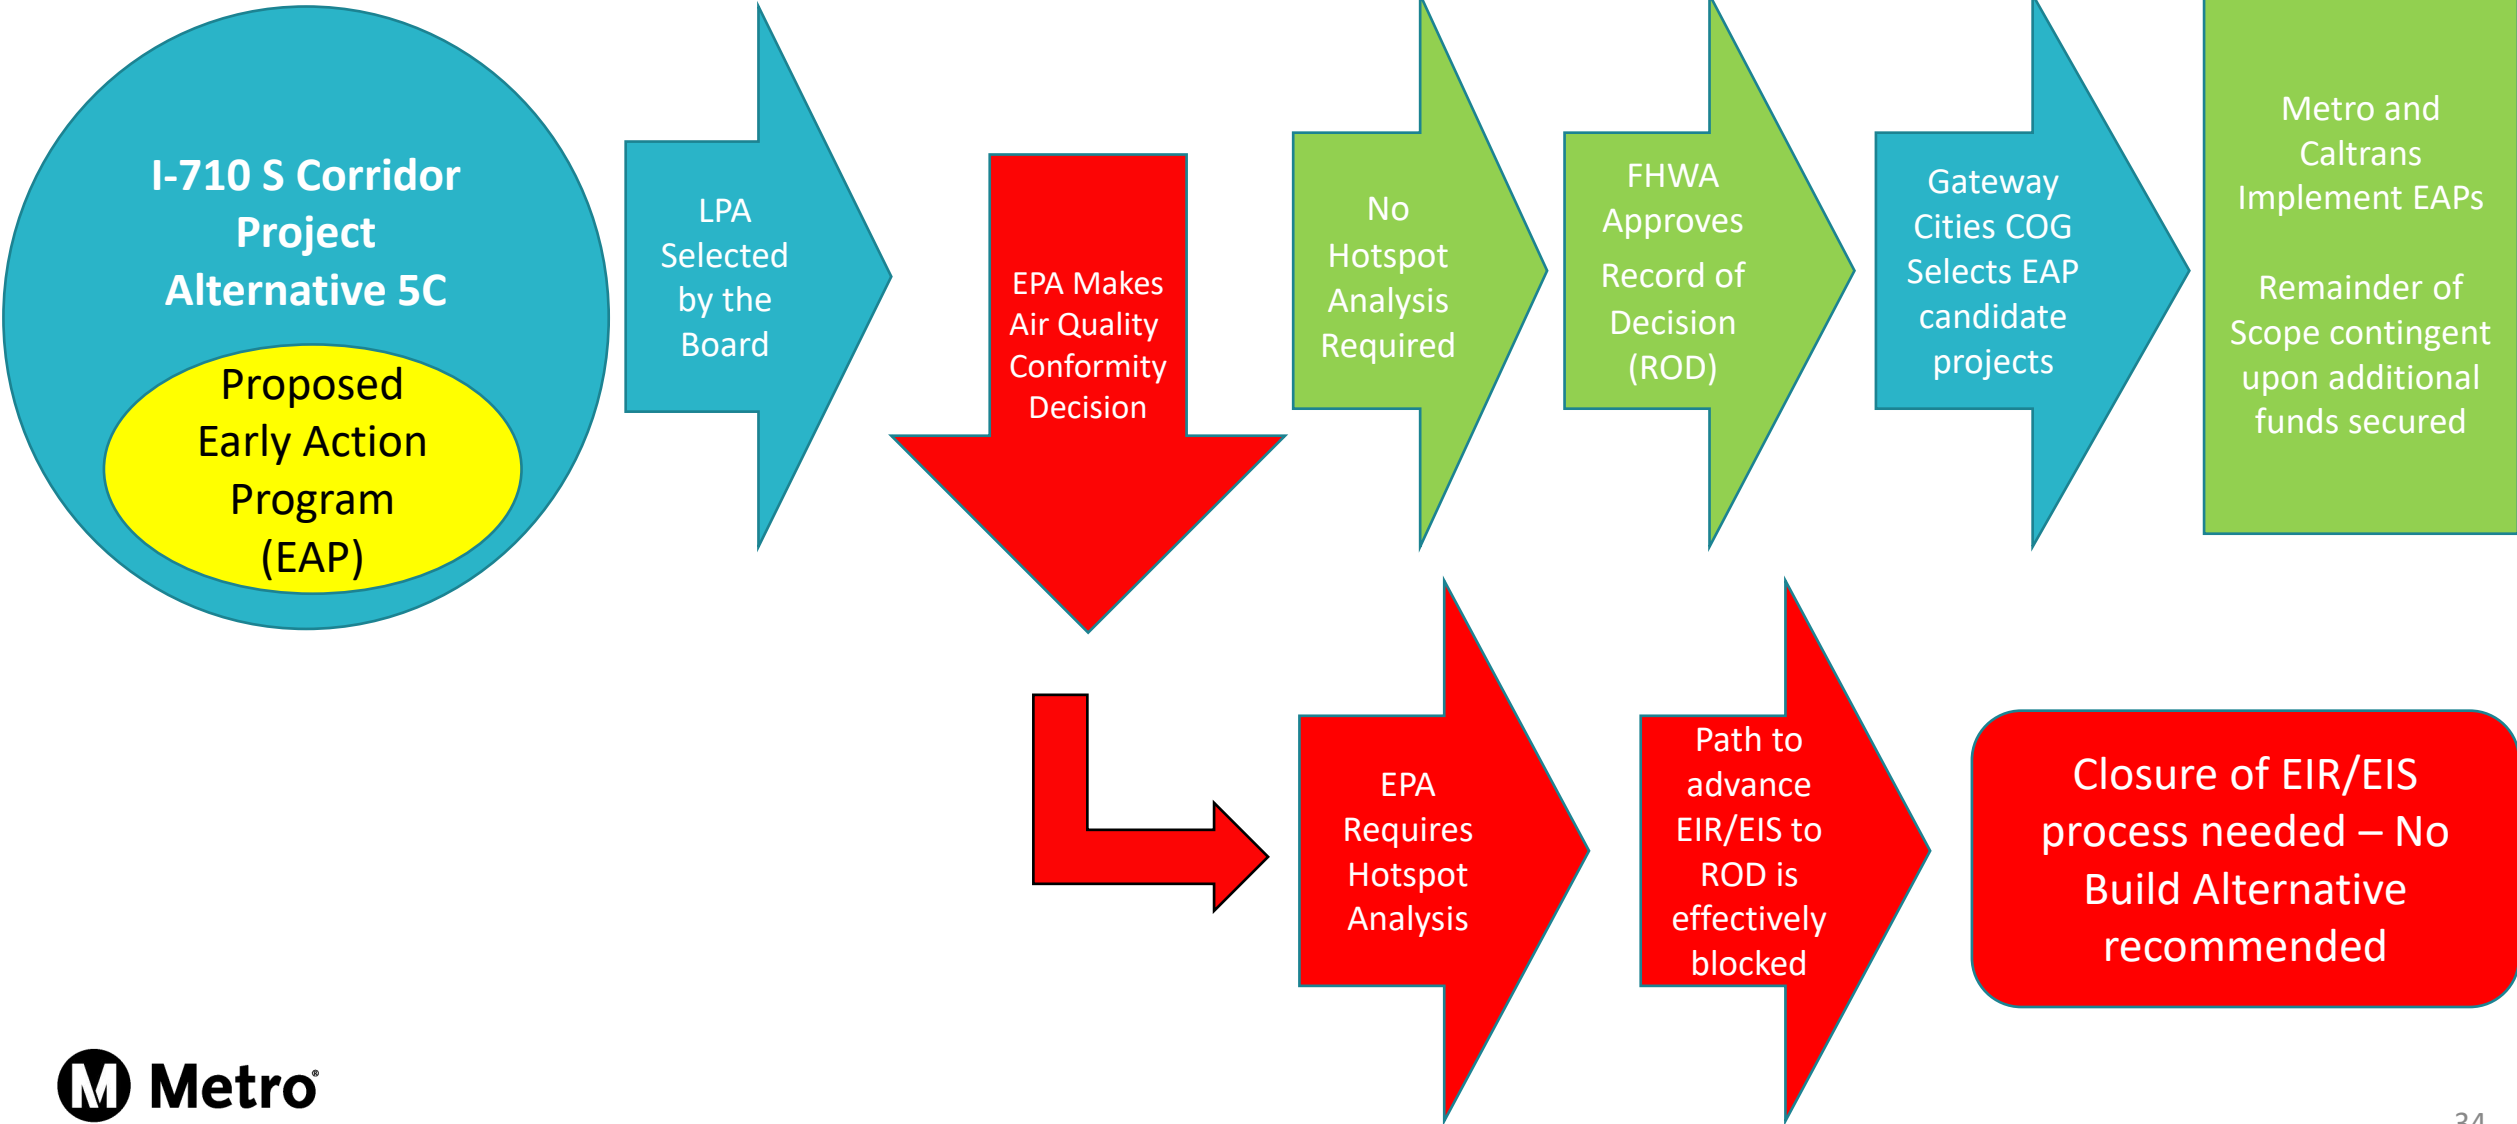 I-710 S Corridor
Project
Alternative 5C
Proposed
Early Action
Program
(EAP)
LPA
Selected
by the
Board
EPA Makes
Air Quality
Conformity
Decision
No
Hotspot
Analysis
Required
FHWA
Approves
Record of
Decision
(ROD)
Gateway
Cities COG
Selects EAP
candidate
projects
Metro and
Caltrans
Implement EAPs
Remainder of
Scope contingent
upon additional
funds secured
EPA
Requires
Hotspot
Analysis
Path to
advance
EIR/EIS to
ROD is
effectively
blocked
Closure of EIR/EIS
process needed – No
Build Alternative
recommended
M Metro®
34